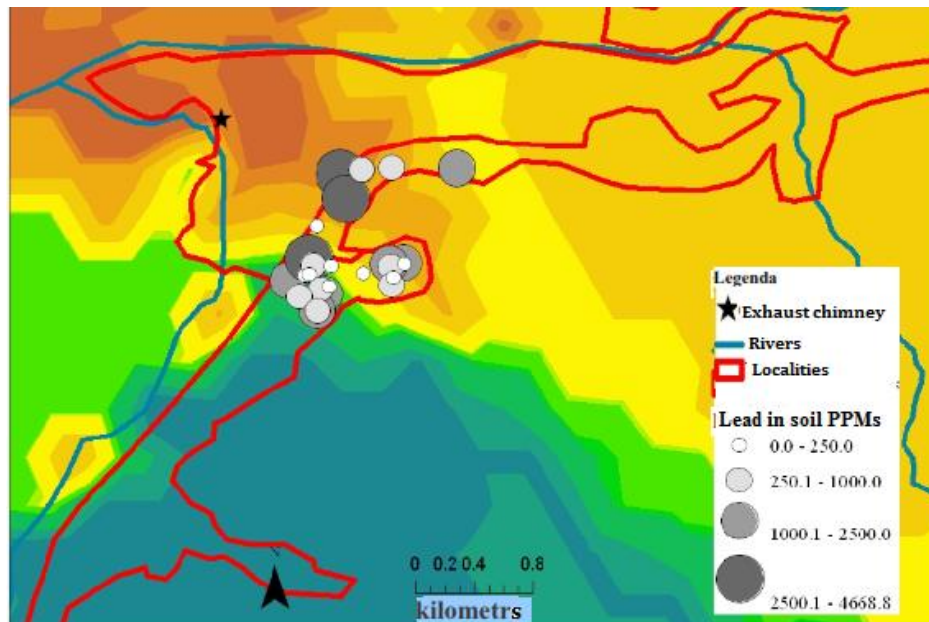 Legenda
Exhaust chimney
Rivers
Localities
Lead in soil PPMs
0.0 - 250.0
250.1 - 1000.0
1000.1 - 2500.0
2500.1 - 4668.8
0 0.2 0.4 0.8
kilometrs